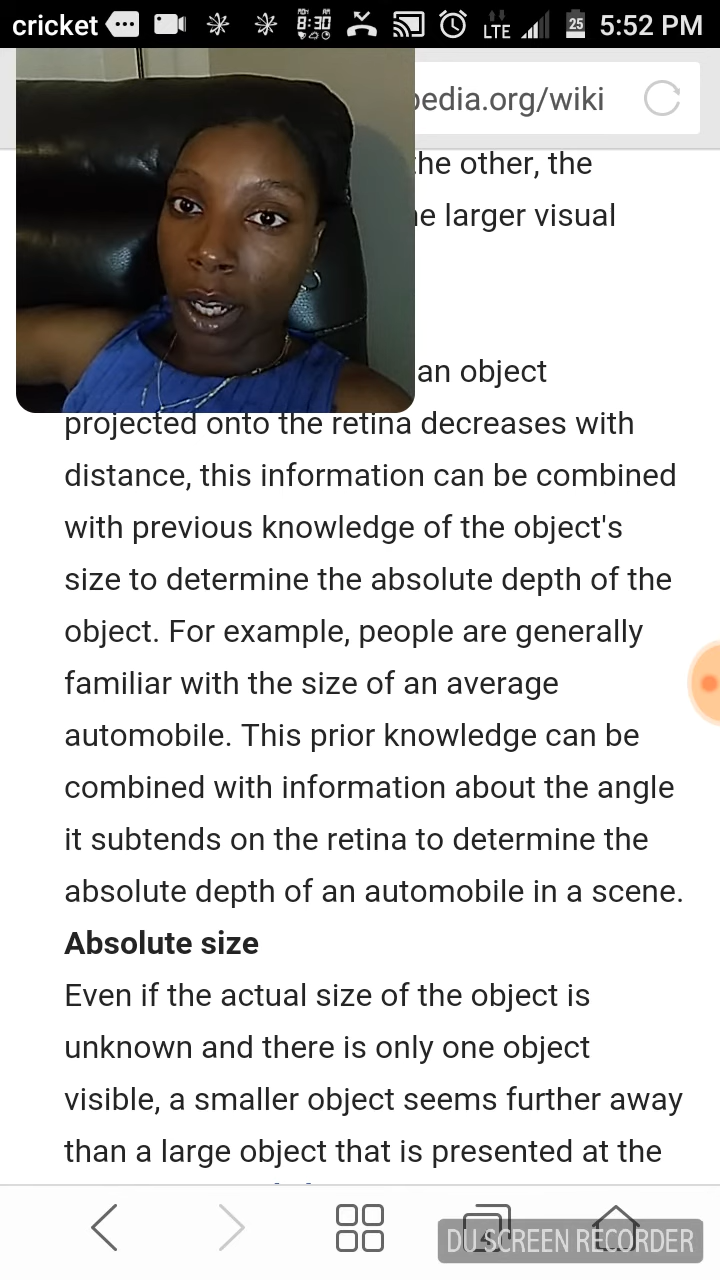 cricket 8:30 AM LTE 25 5:52 PM
pedia.org/wiki
the other, the
larger visual
an object
projected onto the retina decreases with
distance, this information can be combined
with previous knowledge of the object's
size to determine the absolute depth of the
object. For example, people are generally
familiar with the size of an average
automobile. This prior knowledge can be
combined with information about the angle
it subtends on the retina to determine the
absolute depth of an automobile in a scene.
Absolute size
Even if the actual size of the object is
unknown and there is only one object
visible, a smaller object seems further away
than a large object that is presented at the
DU SCREEN RECORDER